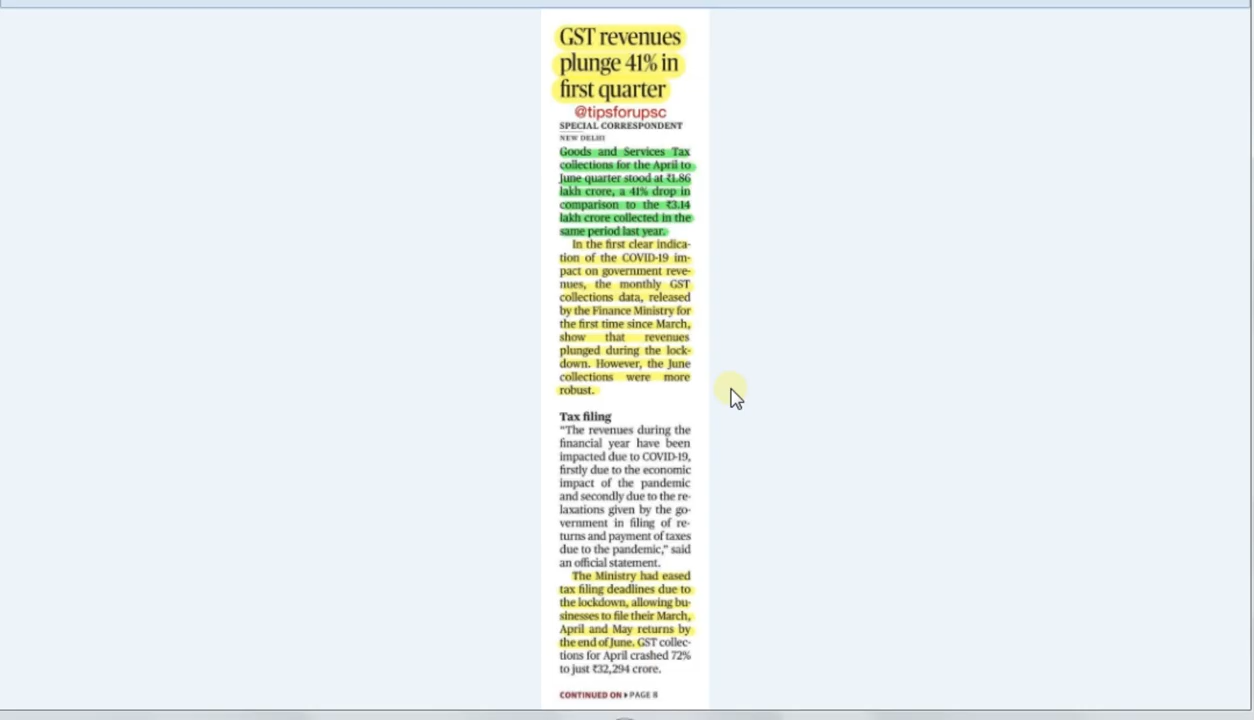 GST revenues
plunge 41% in
first quarter
@tipsforupsc
SPECIAL CORRESPONDENT
NEW DELHI
Goods and Services Tax
collections for the April to
June quarter stood at ₹1.86
lakh crore, a 41% drop in
comparison to the ₹3.14
lakh crore collected in the
same period last year.
In the first clear indica-
tion of the COVID-19 im-
pact on government reve-
nues, the monthly GST
collections data, released
by the Finance Ministry for
the first time since March,
show that revenues
plunged during the lock-
down. However, the June
collections were more
robust.
Tax filing
“The revenues during the
financial year have been
impacted due to COVID-19,
firstly due to the economic
impact of the pandemic
and secondly due to the re-
laxations given by the go-
vernment in filing of re-
turns and payment of taxes
due to the pandemic,” said
an official statement.
The Ministry had eased
tax filing deadlines due to
the lockdown, allowing bu-
sinesses to file their March,
April and May returns by
the end of June. GST collec-
tions for April crashed 72%
to just ₹32,294 crore.
CONTINUED ON PAGE 8